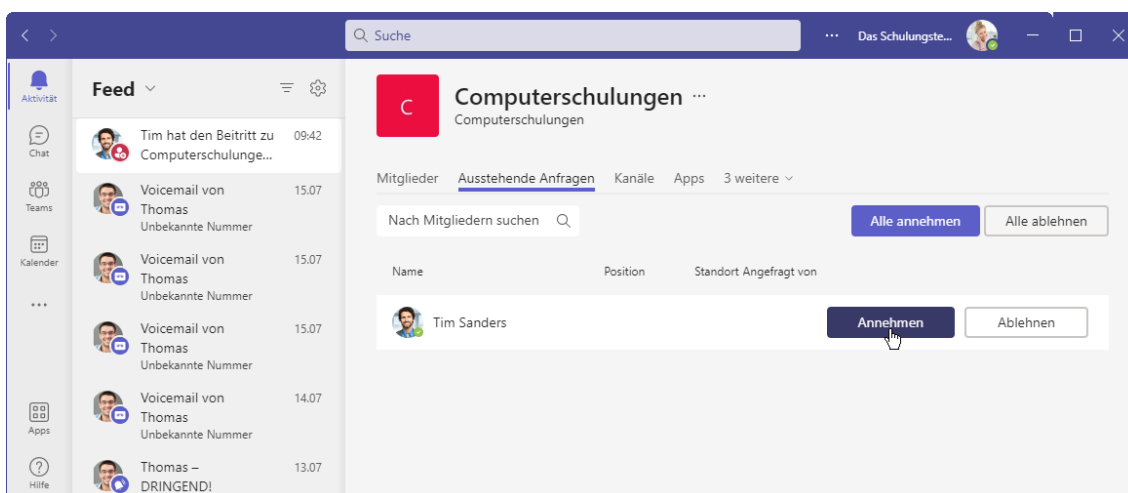 Suche
Das Schulungste...
Aktivität
Chat
Teams
Kalender
Apps
Hilfe
Feed
Tim hat den Beitritt zu
09:42
Computerschulunge...
Voicemail von
15.07
Thomas
Unbekannte Nummer
Voicemail von
15.07
Thomas
Unbekannte Nummer
Voicemail von
15.07
Thomas
Unbekannte Nummer
Voicemail von
14.07
Thomas
Unbekannte Nummer
Thomas –
13.07
DRINGEND!
C
Computerschulungen ...
Computerschulungen
Mitglieder Ausstehende Anfragen Kanäle Apps 3 weitere
Nach Mitgliedern suchen
Alle annehmen
Alle ablehnen
Name Position Standort Angefragt von
Tim Sanders
Annehmen
Ablehnen